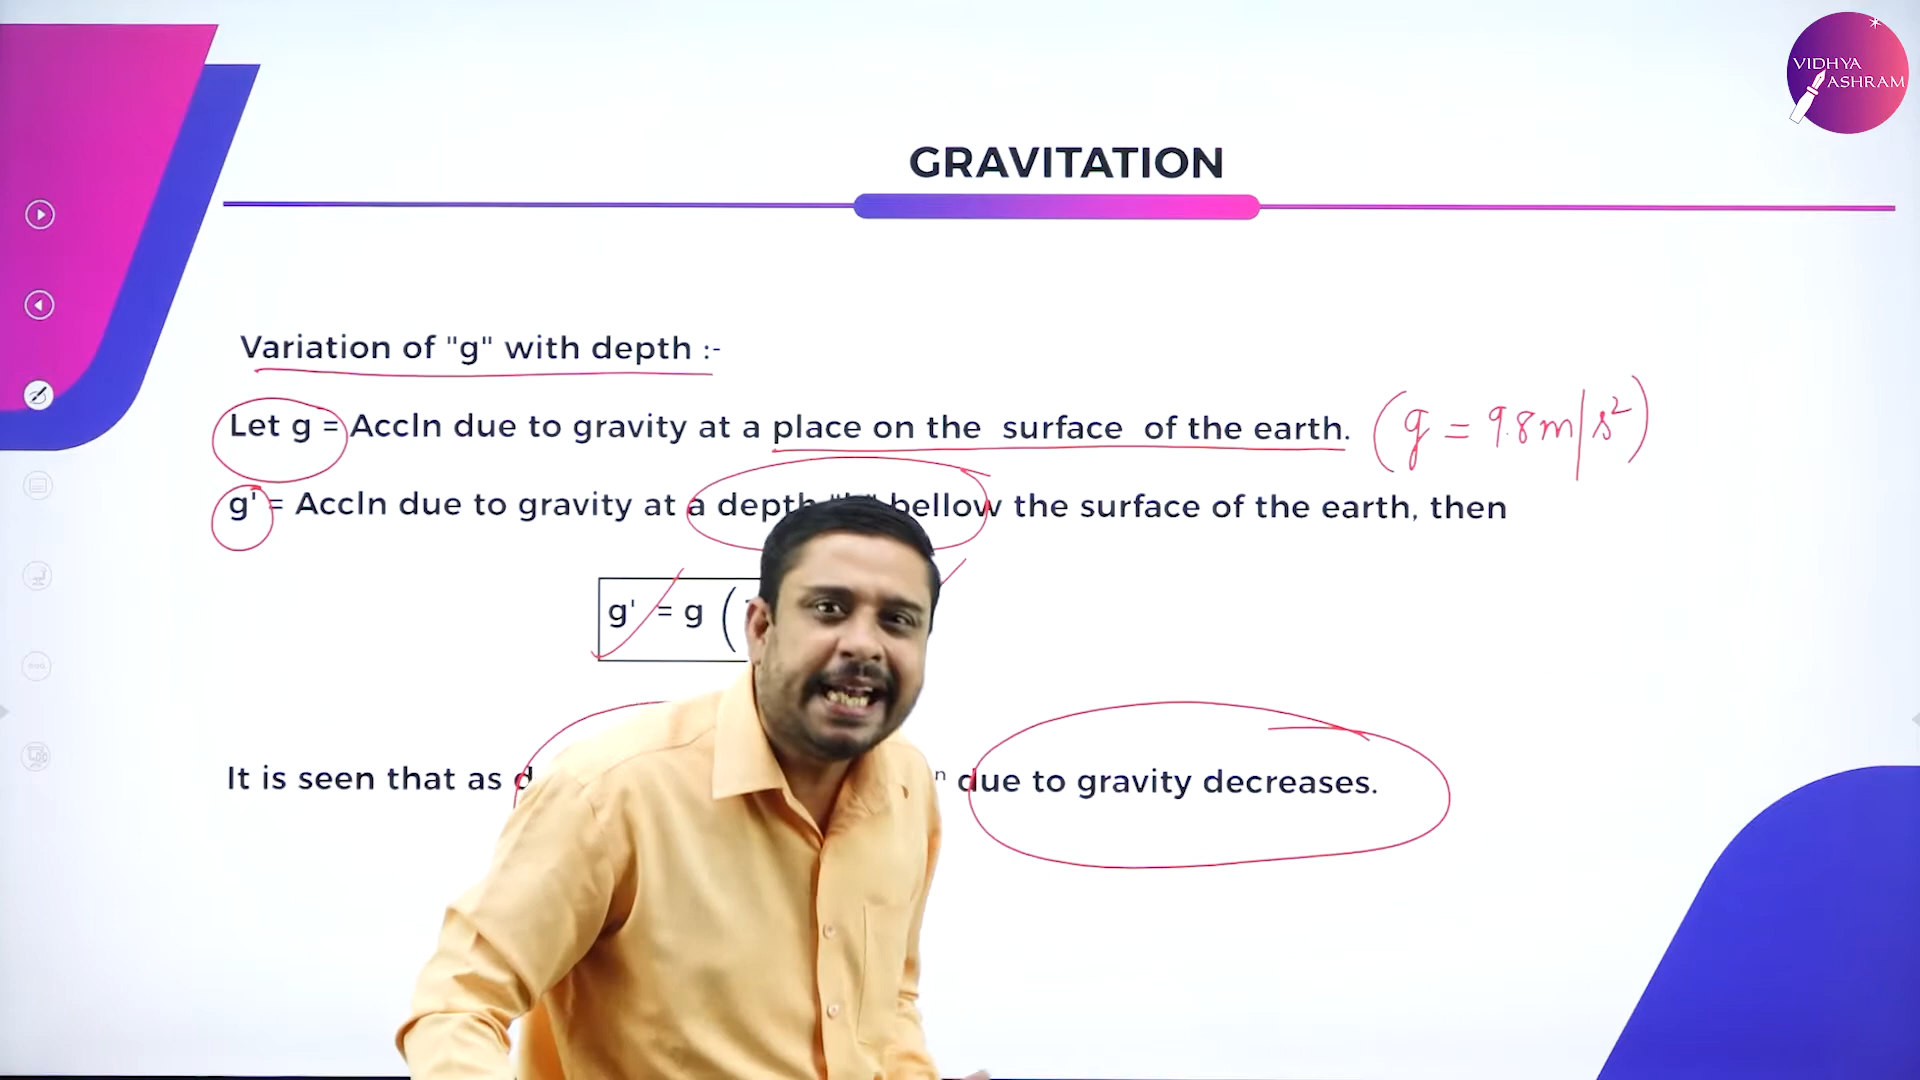 VIDHYA
ASHRAM
GRAVITATION
Variation of "g" with depth :-
Let g = Accln due to gravity at a place on the surface of the earth. (g = 9.8 m/s²)
g' = Accln due to gravity at a depth bellow the surface of the earth, then
g' = g (
It is seen that as due to gravity decreases.